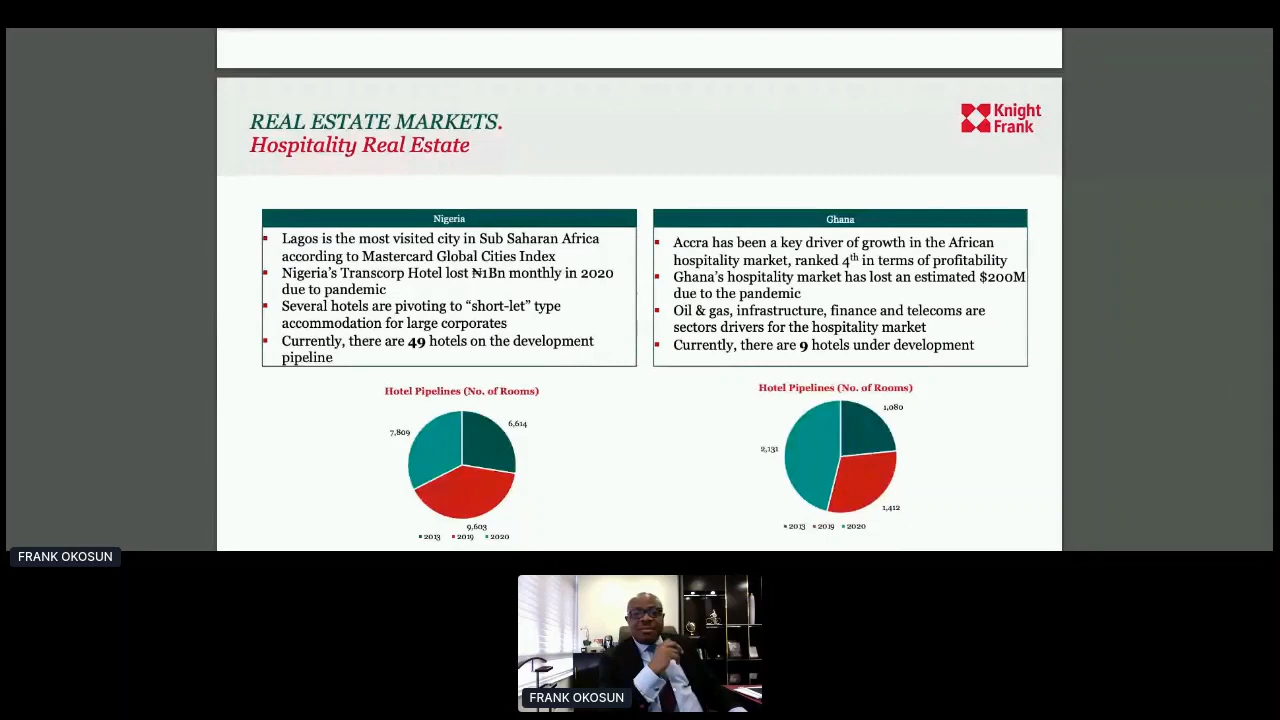 REAL ESTATE MARKETS.
Hospitality Real Estate
Knight
Frank
Nigeria
Lagos is the most visited city in Sub Saharan Africa
according to Mastercard Global Cities Index
Nigeria's Transcorp Hotel lost ₦1Bn monthly in 2020
due to pandemic
Several hotels are pivoting to “short-let” type
accommodation for large corporates
Currently, there are 49 hotels on the development
pipeline
Ghana
Accra has been a key driver of growth in the African
hospitality market, ranked 4th in terms of profitability
Ghana's hospitality market has lost an estimated $200M
due to the pandemic
Oil & gas, infrastructure, finance and telecoms are
sectors drivers for the hospitality market
Currently, there are 9 hotels under development
Hotel Pipelines (No. of Rooms)
7,809
6,614
9,603
2013 2019 2020
Hotel Pipelines (No. of Rooms)
1,080
2,131
1,412
2013 2019 2020
FRANK OKOSUN
FRANK OKOSUN